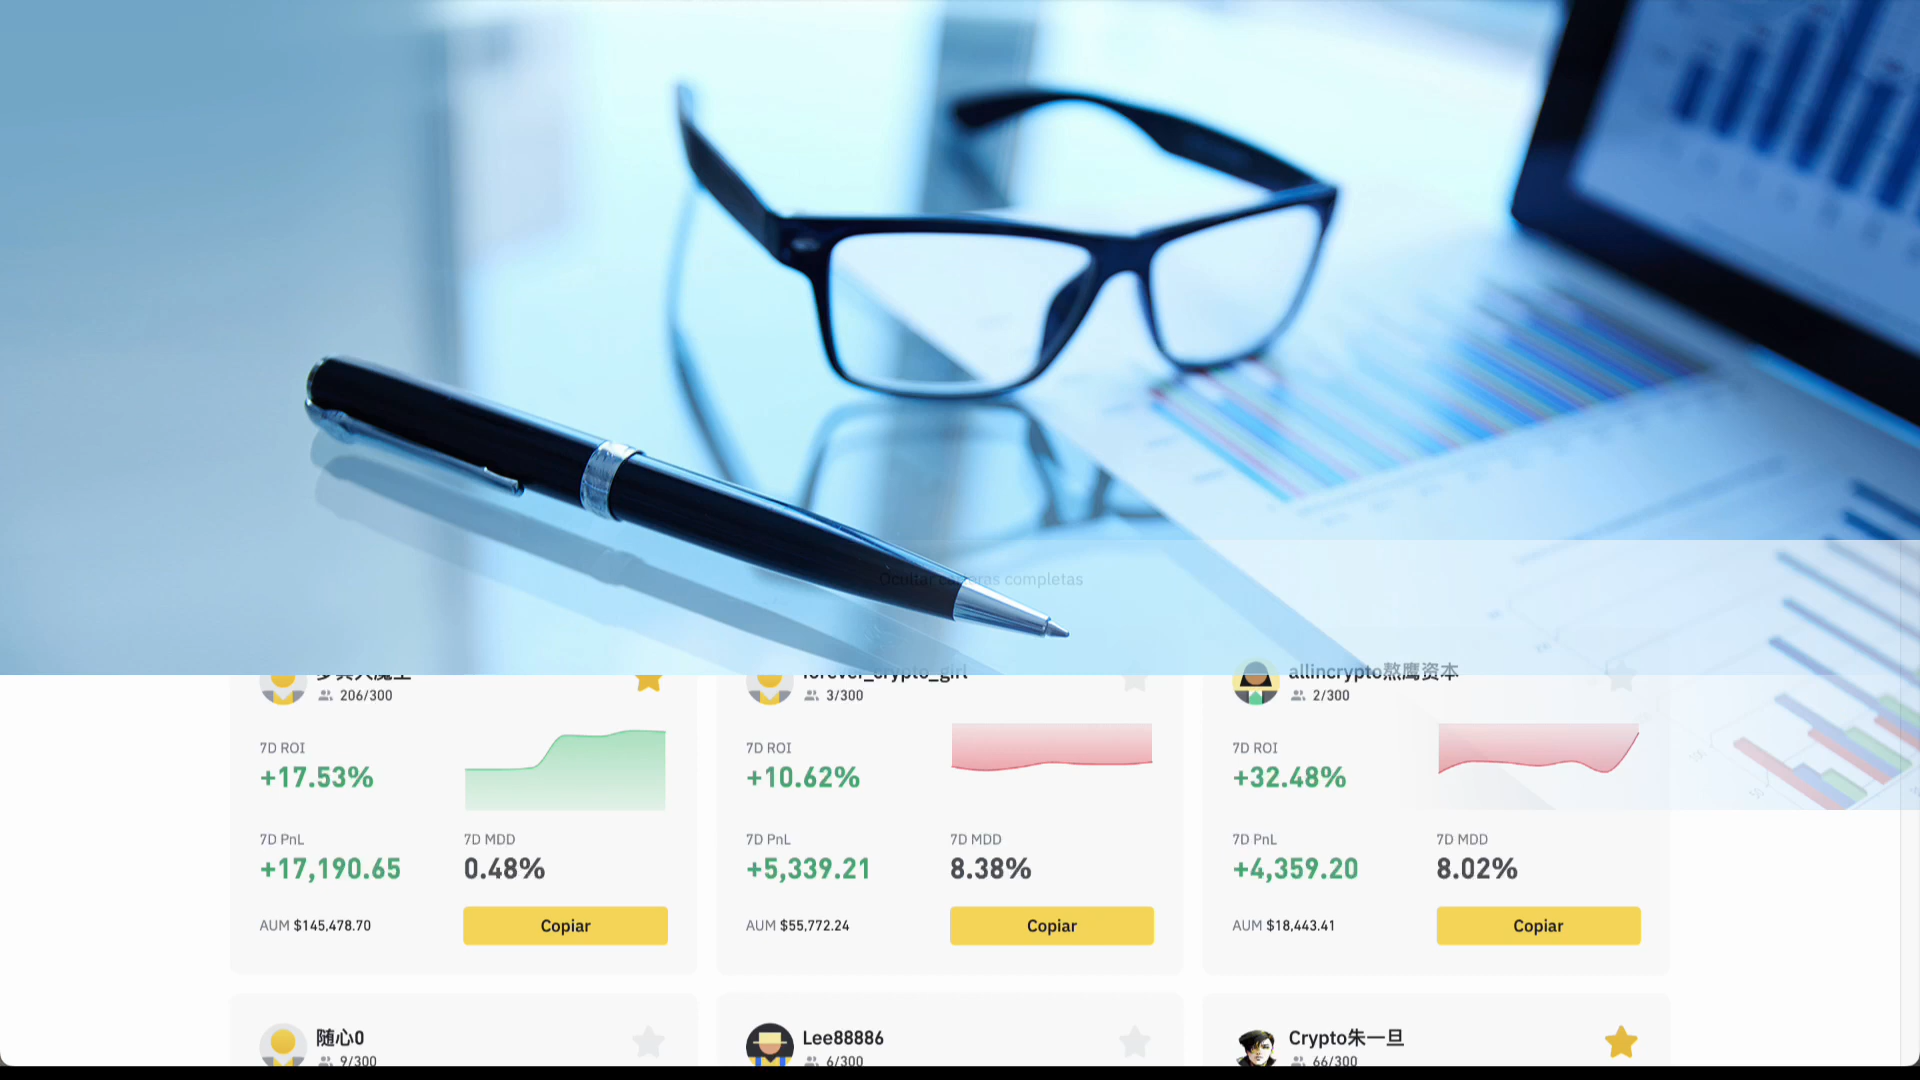 Ocultar carteras completas
forever_crypto_girl
allincrypto熬鹰资本
206/300
3/300
2/300
7D ROI
+17.53%
7D ROI
+10.62%
7D ROI
+32.48%
7D PnL
+17,190.65
7D MDD
0.48%
7D PnL
+5,339.21
7D MDD
8.38%
7D PnL
+4,359.20
7D MDD
8.02%
AUM $145,478.70
Copiar
AUM $55,772.24
Copiar
AUM $18,443.41
Copiar
随心0
9/300
Lee88886
6/300
Crypto朱一旦
66/300